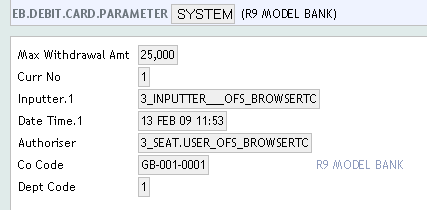 EB.DEBIT.CARD.PARAMETER SYSTEM (R9 MODEL BANK)
Max Withdrawal Amt 25,000
Curr No 1
Inputter.1 3_INPUTTER___OFS_BROWSERTC
Date Time.1 13 FEB 09 11:53
Authoriser 3_SEAT.USER_OFS_BROWSERTC
Co Code GB-001-0001 R9 MODEL BANK
Dept Code 1